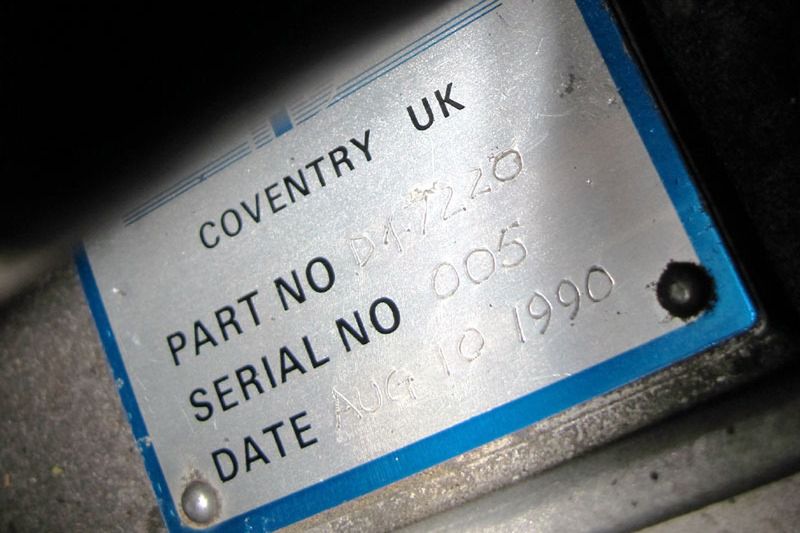 COVENTRY UK
PART NO D1.7220
SERIAL NO 005
DATE AUG 10 1990